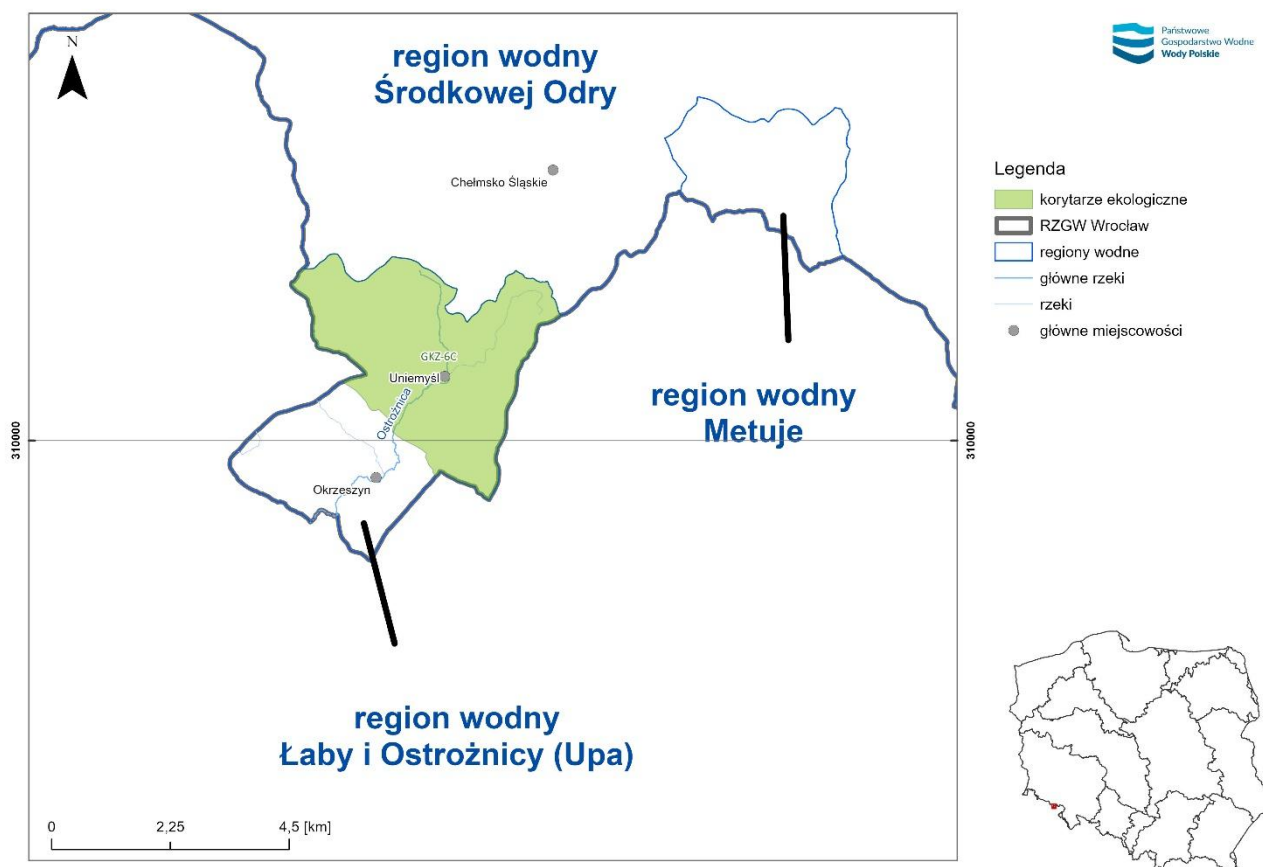 region wodny
Środkowej Odry
N
Chełmsko Śląskie
GKZ-6C
Uniemyśl
Ostrożnica
region wodny
Metuje
310000
310000
Okrzeszyn
region wodny
Łaby i Ostrożnicy (Upa)
0
2,25
4,5 [km]
Państwowe
Gospodarstwo Wodne
Wody Polskie
Legenda
korytarze ekologiczne
RZGW Wrocław
regiony wodne
główne rzeki
rzeki
główne miejscowości